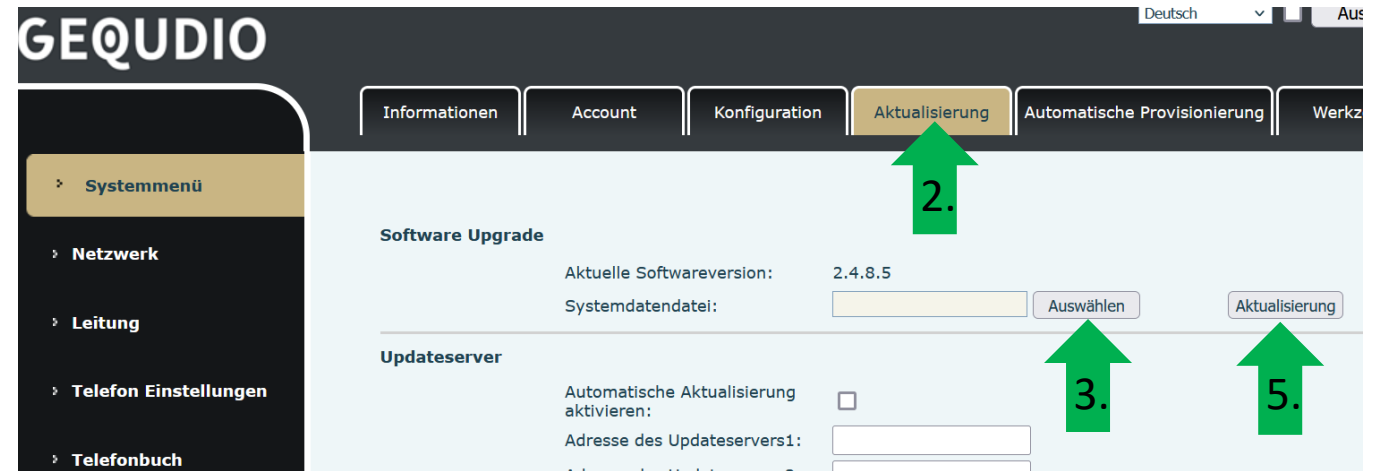 Deutsch
GEQUDIO
Informationen Account Konfiguration Aktualisierung Automatische Provisionierung
2.
Systemmenü
Software Upgrade
Netzwerk
Aktuelle Softwareversion: 2.4.8.5
Systemdatendatei: Auswählen Aktualisierung
Leitung
Updateserver
3. 5.
Telefon Einstellungen
Automatische Aktualisierung
aktivieren:
Adresse des Updateservers1:
Telefonbuch